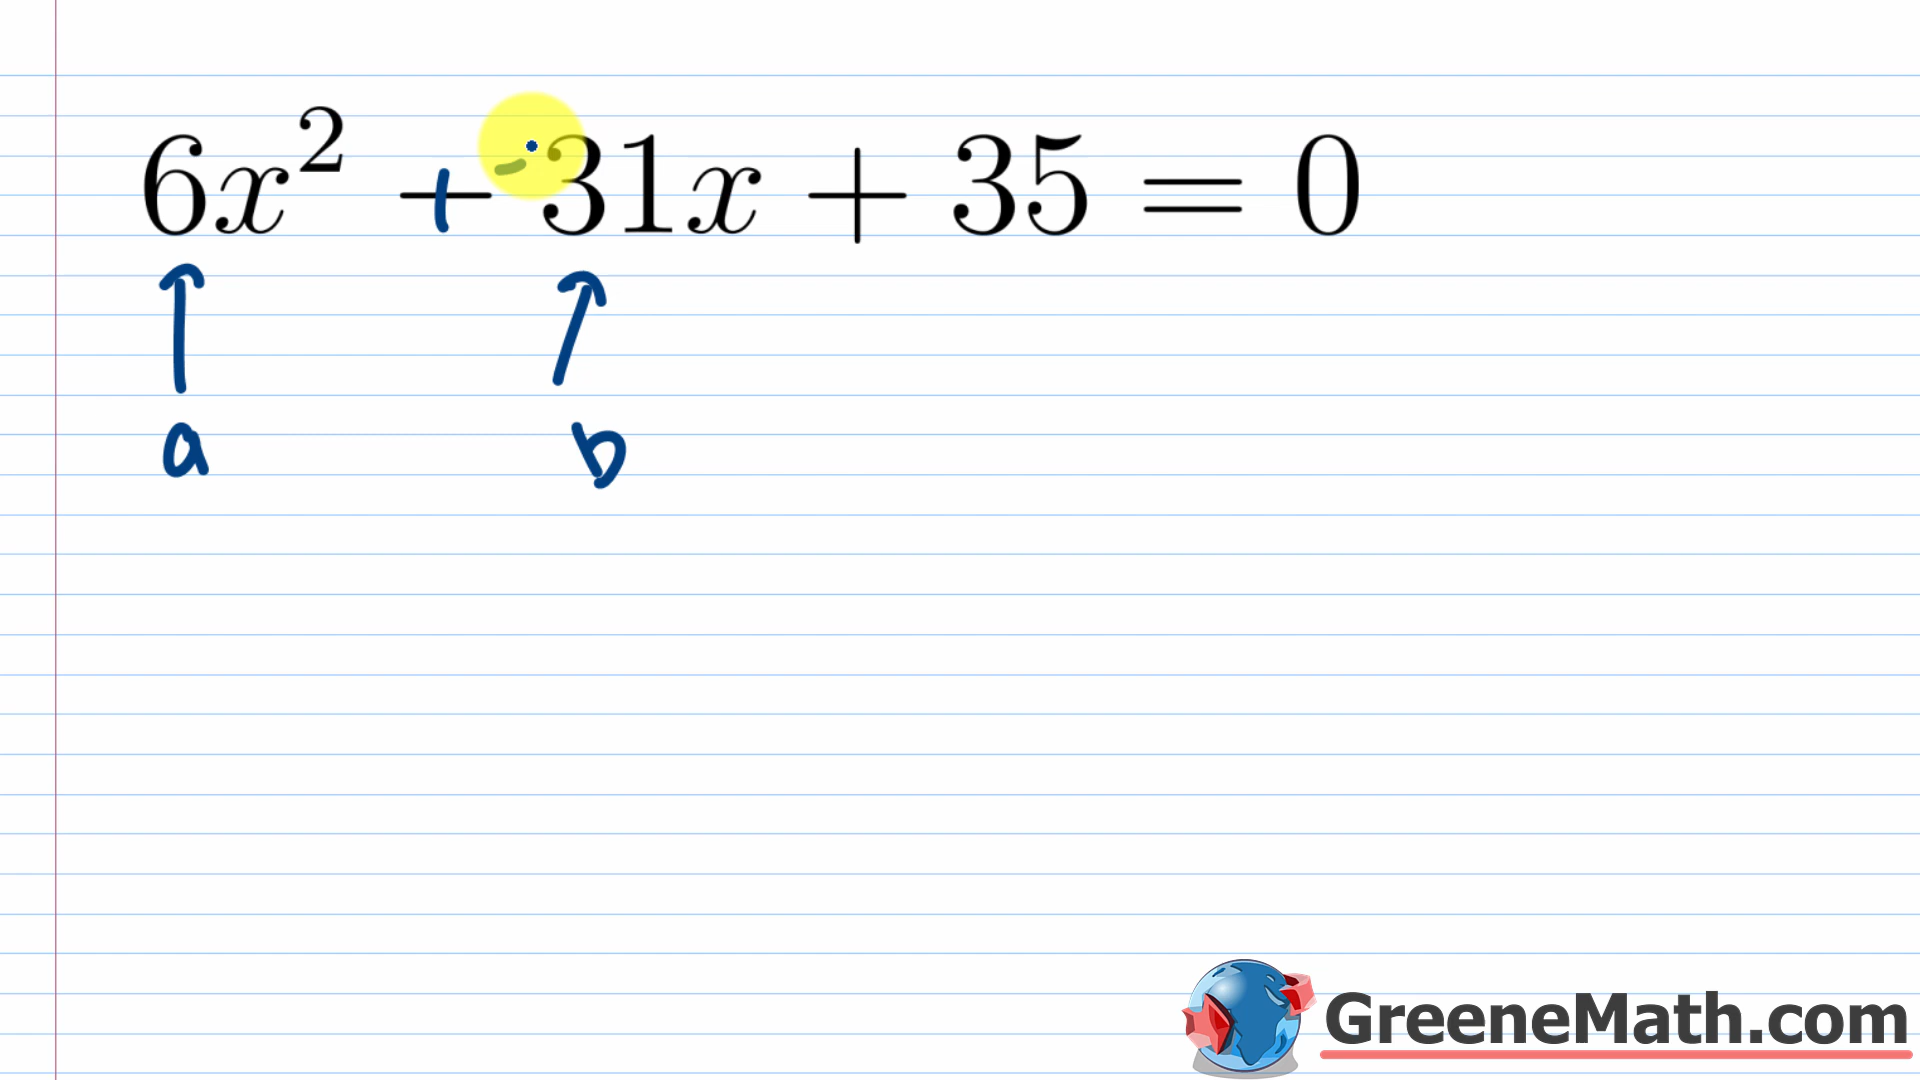 6x² + ⁻31x + 35 = 0
a b
GreeneMath.com